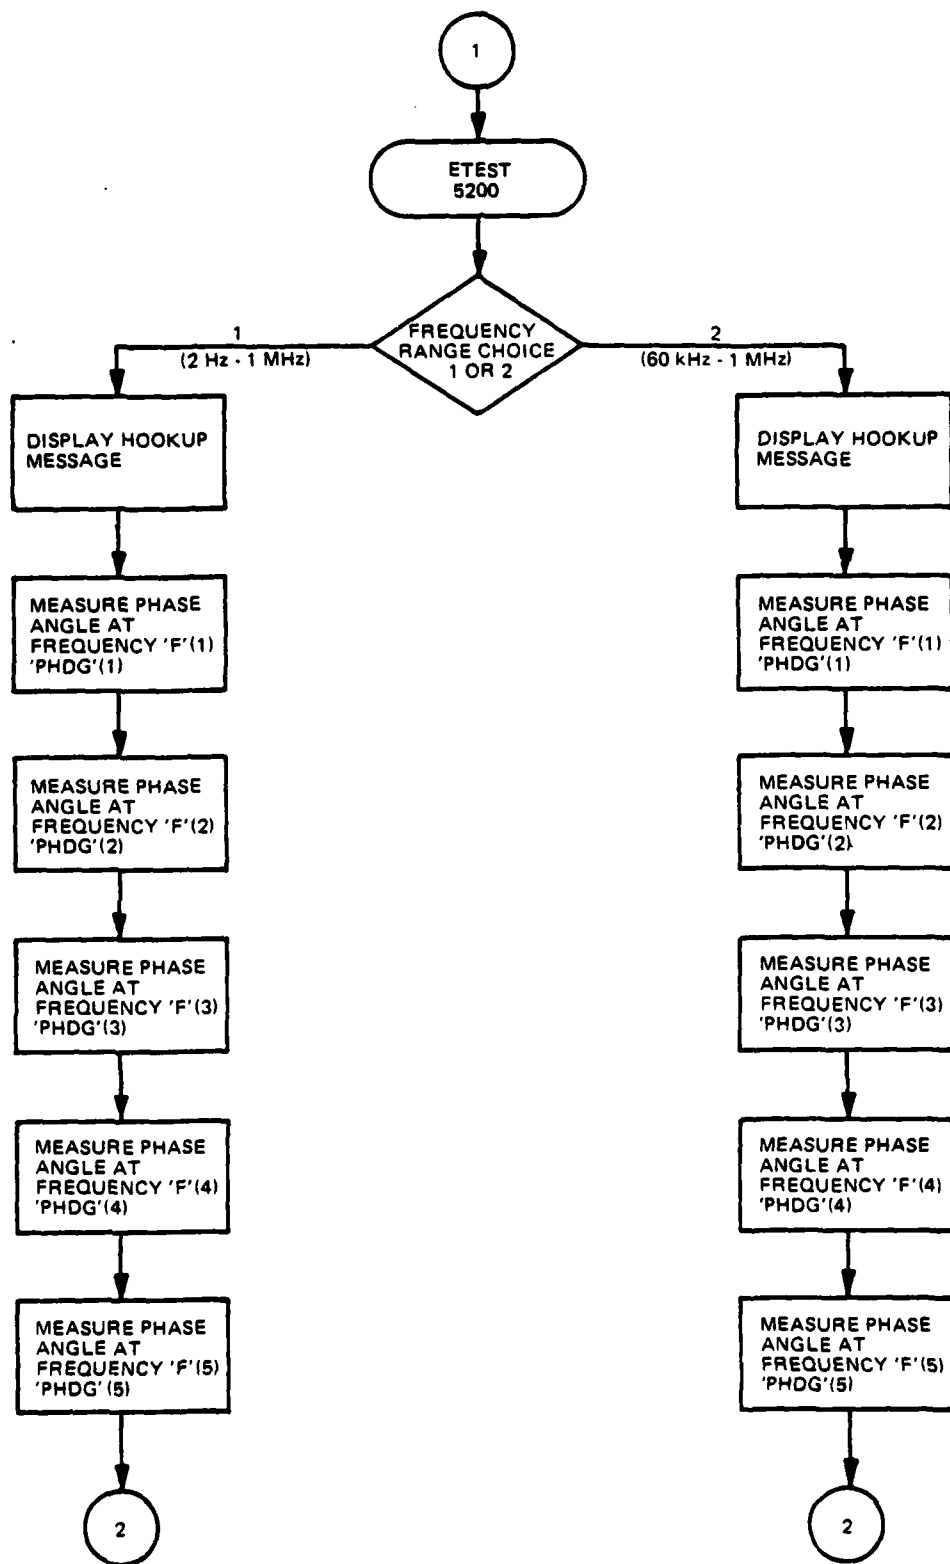 1
ETEST
5200
FREQUENCY
RANGE CHOICE
1 OR 2
1
(2 Hz - 1 MHz)
2
(60 kHz - 1 MHz)
DISPLAY HOOKUP
MESSAGE
MEASURE PHASE
ANGLE AT
FREQUENCY 'F'(1)
'PHDG'(1)
MEASURE PHASE
ANGLE AT
FREQUENCY 'F'(2)
'PHDG'(2)
MEASURE PHASE
ANGLE AT
FREQUENCY 'F'(3)
'PHDG'(3)
MEASURE PHASE
ANGLE AT
FREQUENCY 'F'(4)
'PHDG'(4)
MEASURE PHASE
ANGLE AT
FREQUENCY 'F'(5)
'PHDG'(5)
2
DISPLAY HOOKUP
MESSAGE
MEASURE PHASE
ANGLE AT
FREQUENCY 'F'(1)
'PHDG'(1)
MEASURE PHASE
ANGLE AT
FREQUENCY 'F'(2)
'PHDG'(2)
MEASURE PHASE
ANGLE AT
FREQUENCY 'F'(3)
'PHDG'(3)
MEASURE PHASE
ANGLE AT
FREQUENCY 'F'(4)
'PHDG'(4)
MEASURE PHASE
ANGLE AT
FREQUENCY 'F'(5)
'PHDG'(5)
2